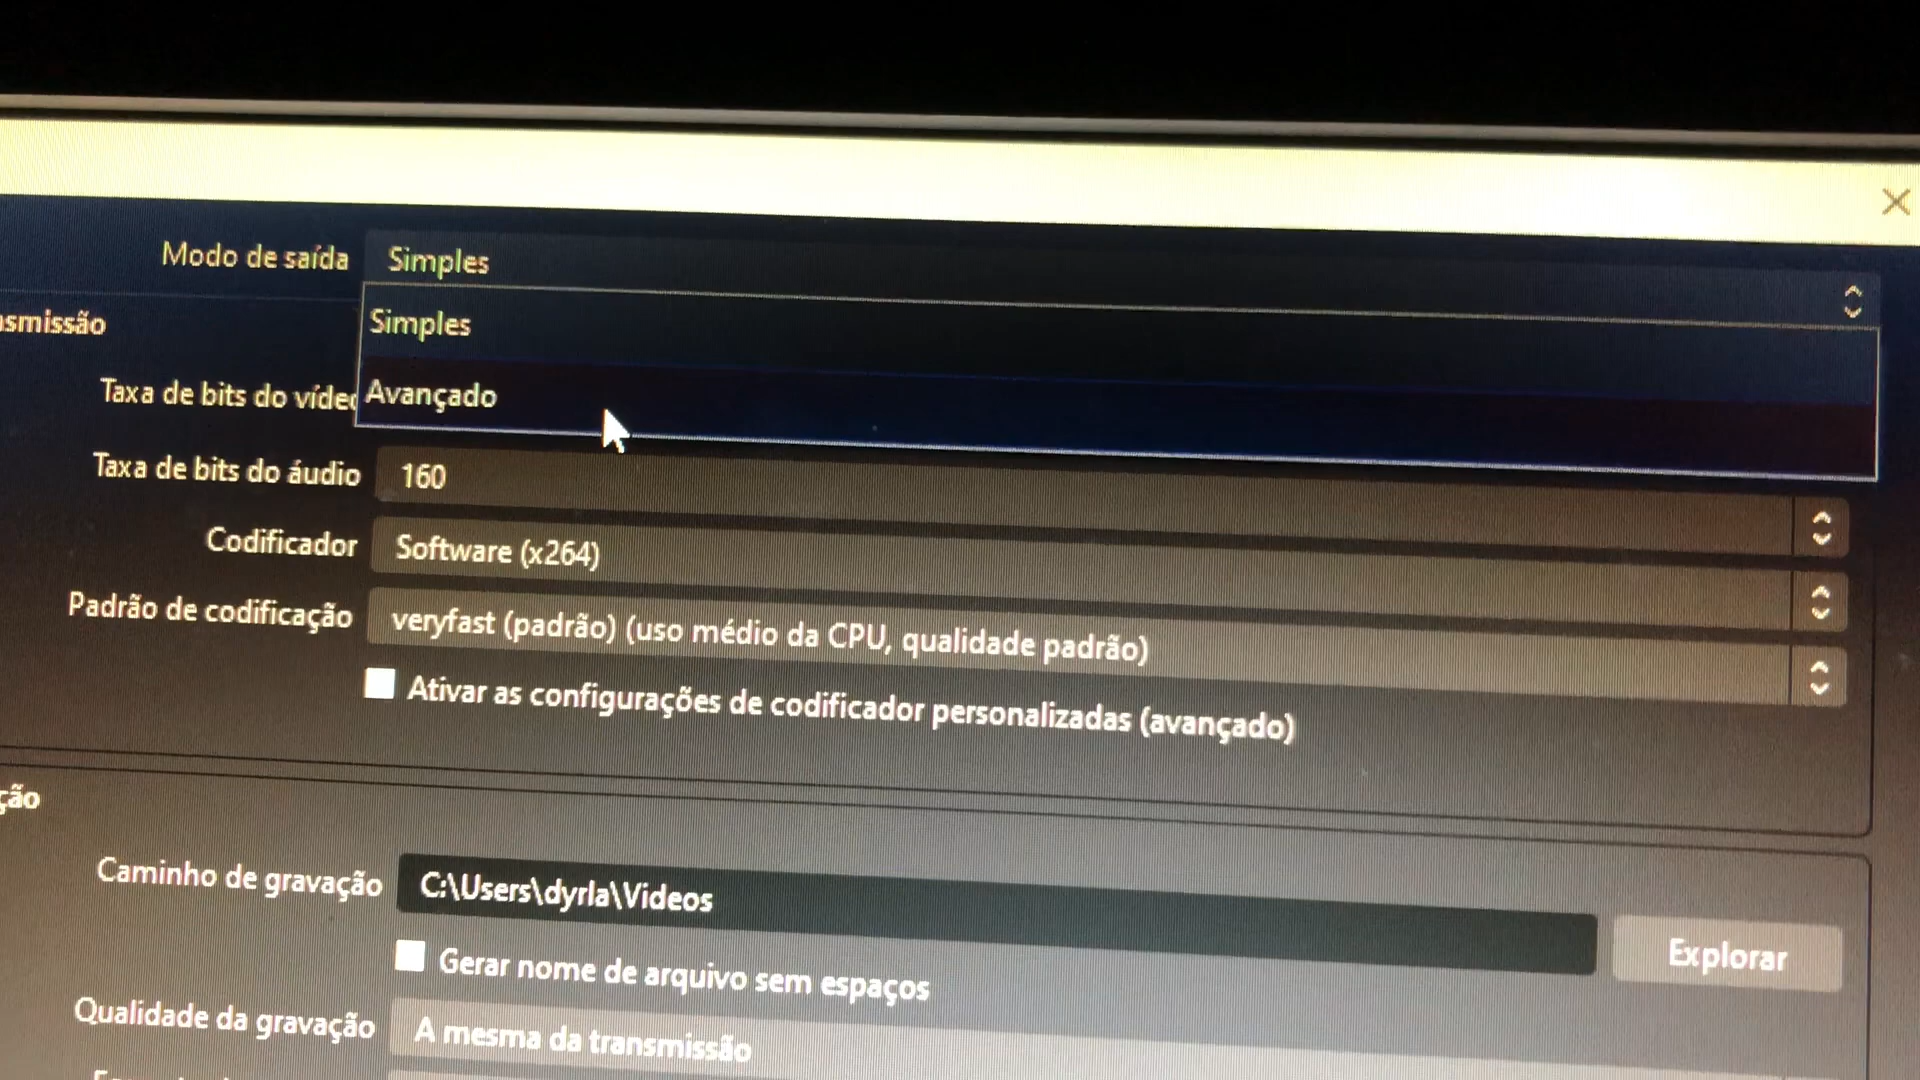 Modo de saída Simples
Simples
smissão
Taxa de bits do víde Avançado
Taxa de bits do áudio 160
Codificador Software (x264)
Padrão de codificação veryfast (padrão) (uso médio da CPU, qualidade padrão)
Ativar as configurações de codificador personalizadas (avançado)
ção
Caminho de gravação C:\Users\dyrla\Videos Explorar
Gerar nome de arquivo sem espaços
Qualidade da gravação A mesma da transmissão